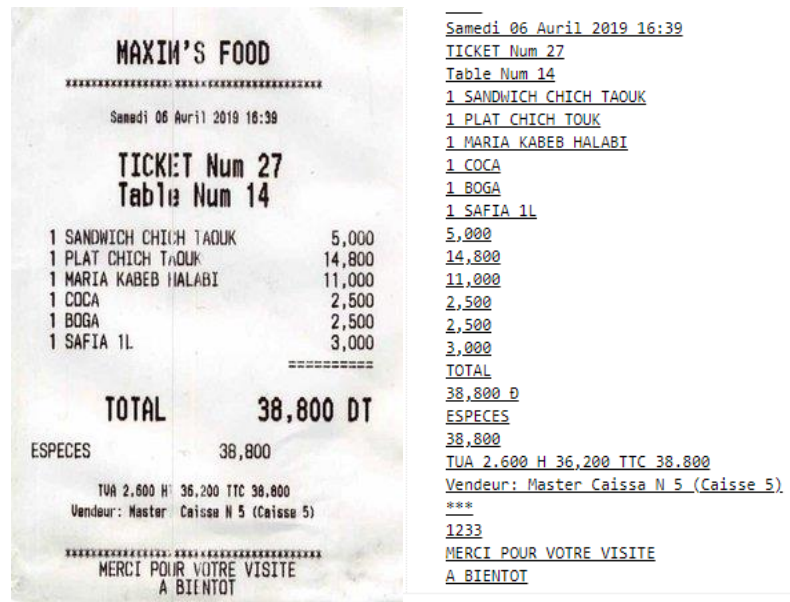 MAXIM'S FOOD
Samedi 06 Auril 2019 16:39
TICKET Num 27
Table Num 14
1 SANDWICH CHICH TAOUK 5,000
1 PLAT CHICH TAOUK 14,800
1 MARIA KABEB HALABI 11,000
1 COCA 2,500
1 BOGA 2,500
1 SAFIA 1L 3,000
==========
TOTAL 38,800 DT
ESPECES 38,800
TUA 2.600 H 36,200 TTC 38,800
Vendeur: Master Caisse N 5 (Caisse 5)
MERCI POUR VOTRE VISITE
A BIENTOT
Samedi 06 Auril 2019 16:39
TICKET Num 27
Table Num 14
1 SANDWICH CHICH TAOUK
1 PLAT CHICH TOUK
1 MARIA KABEB HALABI
1 COCA
1 BOGA
1 SAFIA 1L
5,000
14,800
11,000
2,500
2,500
3,000
TOTAL
38,800 Đ
ESPECES
38,800
TUA 2.600 H 36,200 TTC 38.800
Vendeur: Master Caissa N 5 (Caisse 5)
***
1233
MERCI POUR VOTRE VISITE
A BIENTOT